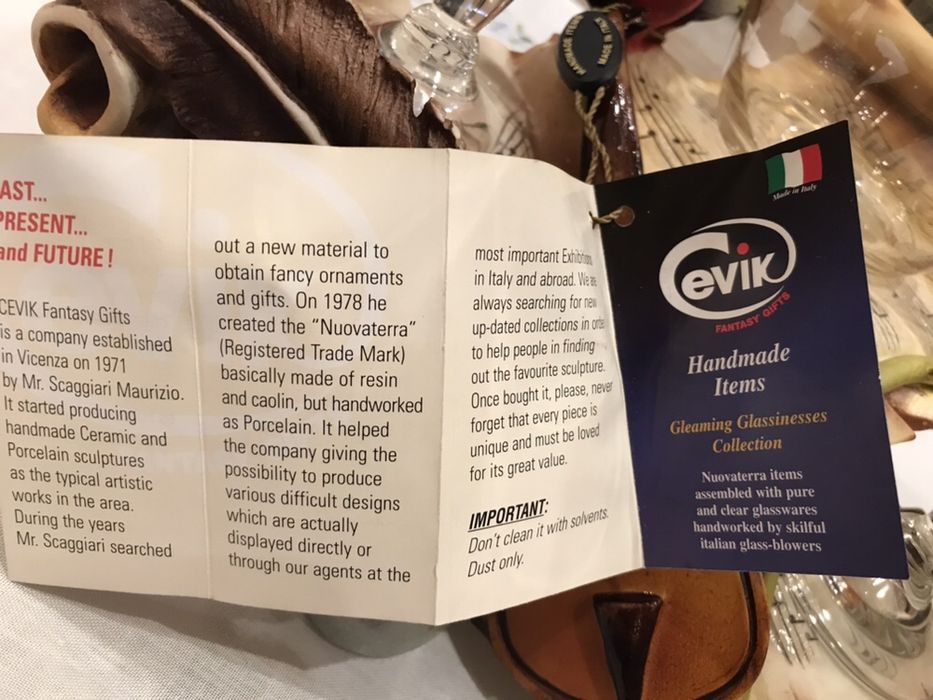 AST...
PRESENT...
and FUTURE !
CEVIK Fantasy Gifts
is a company established
in Vicenza on 1971
by Mr. Scaggiari Maurizio.
It started producing
handmade Ceramic and
Porcelain sculptures
as the typical artistic
works in the area.
During the years
Mr. Scaggiari searched
out a new material to
obtain fancy ornaments
and gifts. On 1978 he
created the “Nuovaterra”
(Registered Trade Mark)
basically made of resin
and caolin, but handworked
as Porcelain. It helped
the company giving the
possibility to produce
various difficult designs
which are actually
displayed directly or
through our agents at the
most important Exhibitions
in Italy and abroad. We are
always searching for new
up-dated collections in order
to help people in finding
out the favourite sculpture.
Once bought it, please, never
forget that every piece is
unique and must be loved
for its great value.
IMPORTANT:
Don't clean it with solvents.
Dust only.
Made in Italy
Cevik
FANTASY GIFTS
Handmade
Items
Gleaming Glassinesses
Collection
Nuovaterra items
assembled with pure
and clear glasswares
handworked by skilful
italian glass-blowers
HANDMADE ITEMS
MADE IN